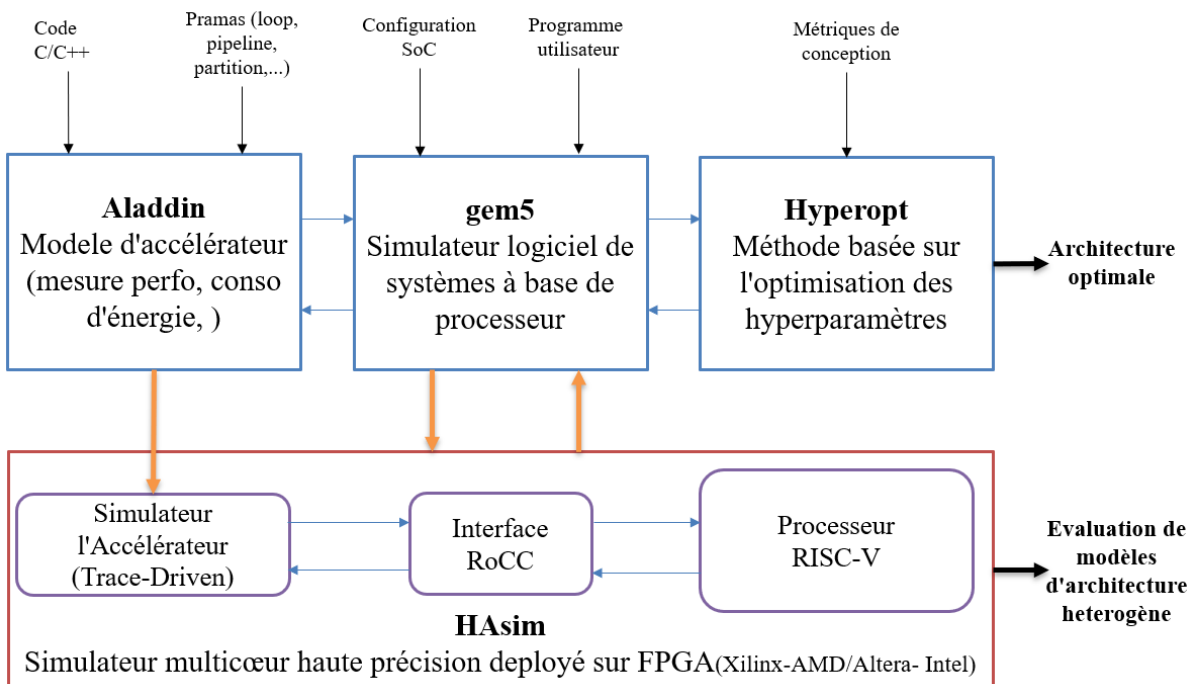 Code
C/C++
Pramas (loop,
pipeline,
partition,...)
Configuration
SoC
Programme
utilisateur
Métriques de
conception
Aladdin
Modele d'accélérateur
(mesure perfo, conso
d'énergie, )
gem5
Simulateur logiciel de
systèmes à base de
processeur
Hyperopt
Méthode basée sur
l'optimisation des
hyperparamètres
Architecture
optimale
Simulateur
l'Accélérateur
(Trace-Driven)
Interface
RoCC
Processeur
RISC-V
Evaluation de
modèles
d'architecture
heterogène
HAsim
Simulateur multicœur haute précision deployé sur FPGA(Xilinx-AMD/Altera- Intel)